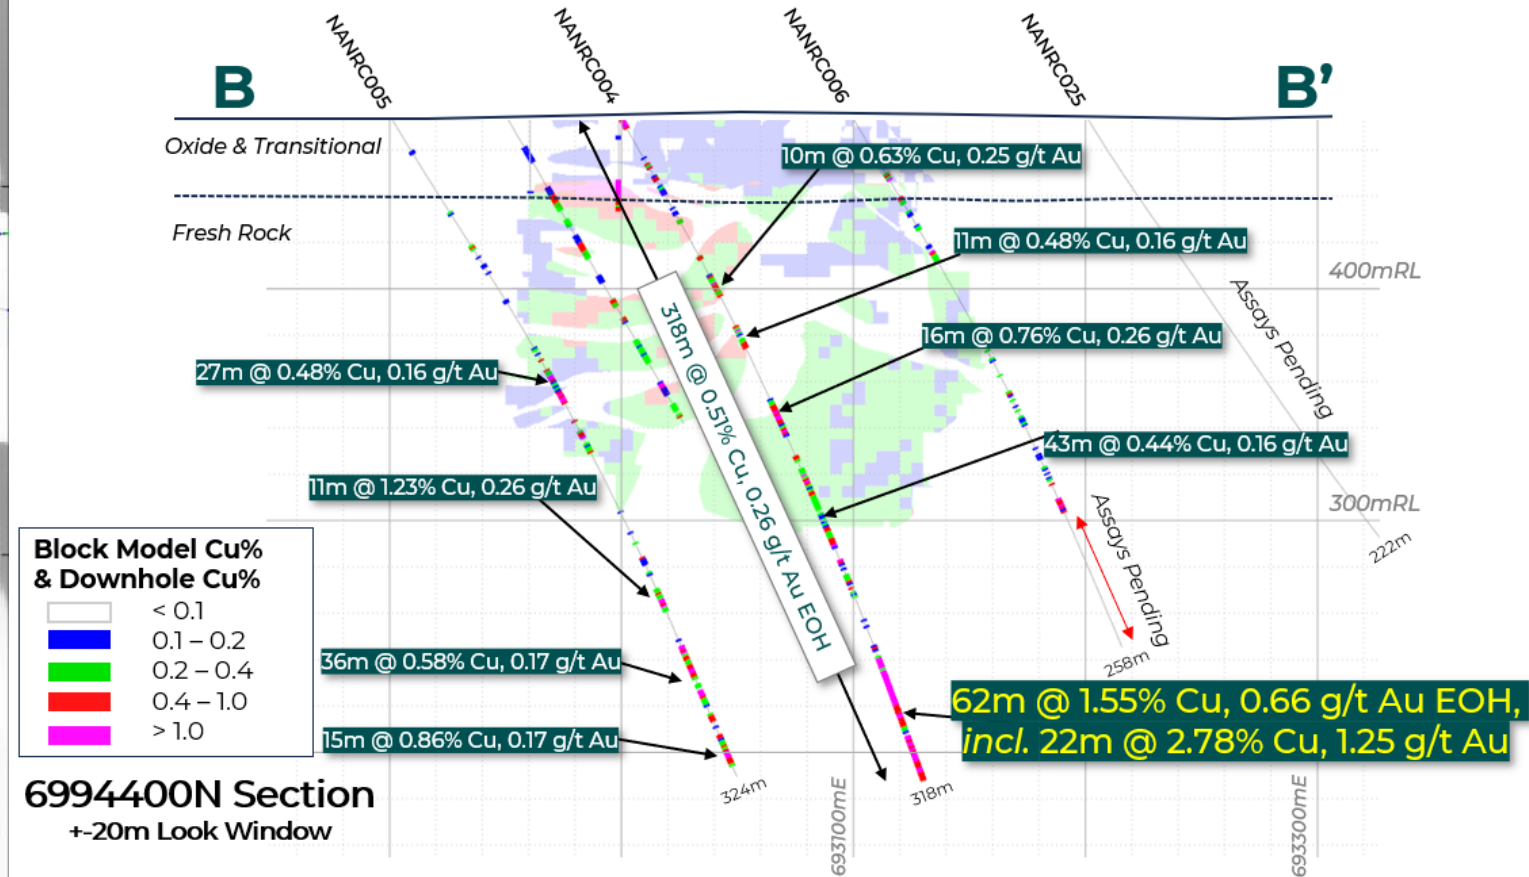 NANRC005
NANRC004
NANRC006
NANRC025
B
B’
Oxide & Transitional
10m @ 0.63% Cu, 0.25 g/t Au
Fresh Rock
11m @ 0.48% Cu, 0.16 g/t Au
400mRL
Assays Pending
318m @ 0.51% Cu, 0.26 g/t Au EOH
16m @ 0.76% Cu, 0.26 g/t Au
27m @ 0.48% Cu, 0.16 g/t Au
43m @ 0.44% Cu, 0.16 g/t Au
11m @ 1.23% Cu, 0.26 g/t Au
300mRL
Assays Pending
222m
Block Model Cu%
& Downhole Cu%
< 0.1
0.1 – 0.2
0.2 – 0.4
0.4 – 1.0
> 1.0
36m @ 0.58% Cu, 0.17 g/t Au
258m
62m @ 1.55% Cu, 0.66 g/t Au EOH,
incl. 22m @ 2.78% Cu, 1.25 g/t Au
15m @ 0.86% Cu, 0.17 g/t Au
324m
318m
693100mE
693300mE
6994400N Section
+-20m Look Window